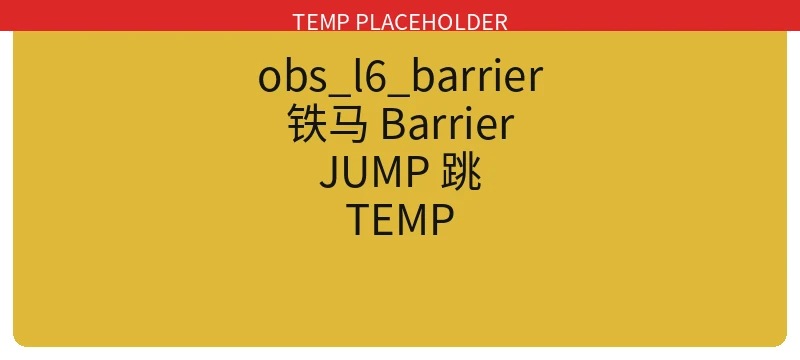 TEMP PLACEHOLDER
obs_l6_barrier
铁马 Barrier
JUMP 跳
TEMP